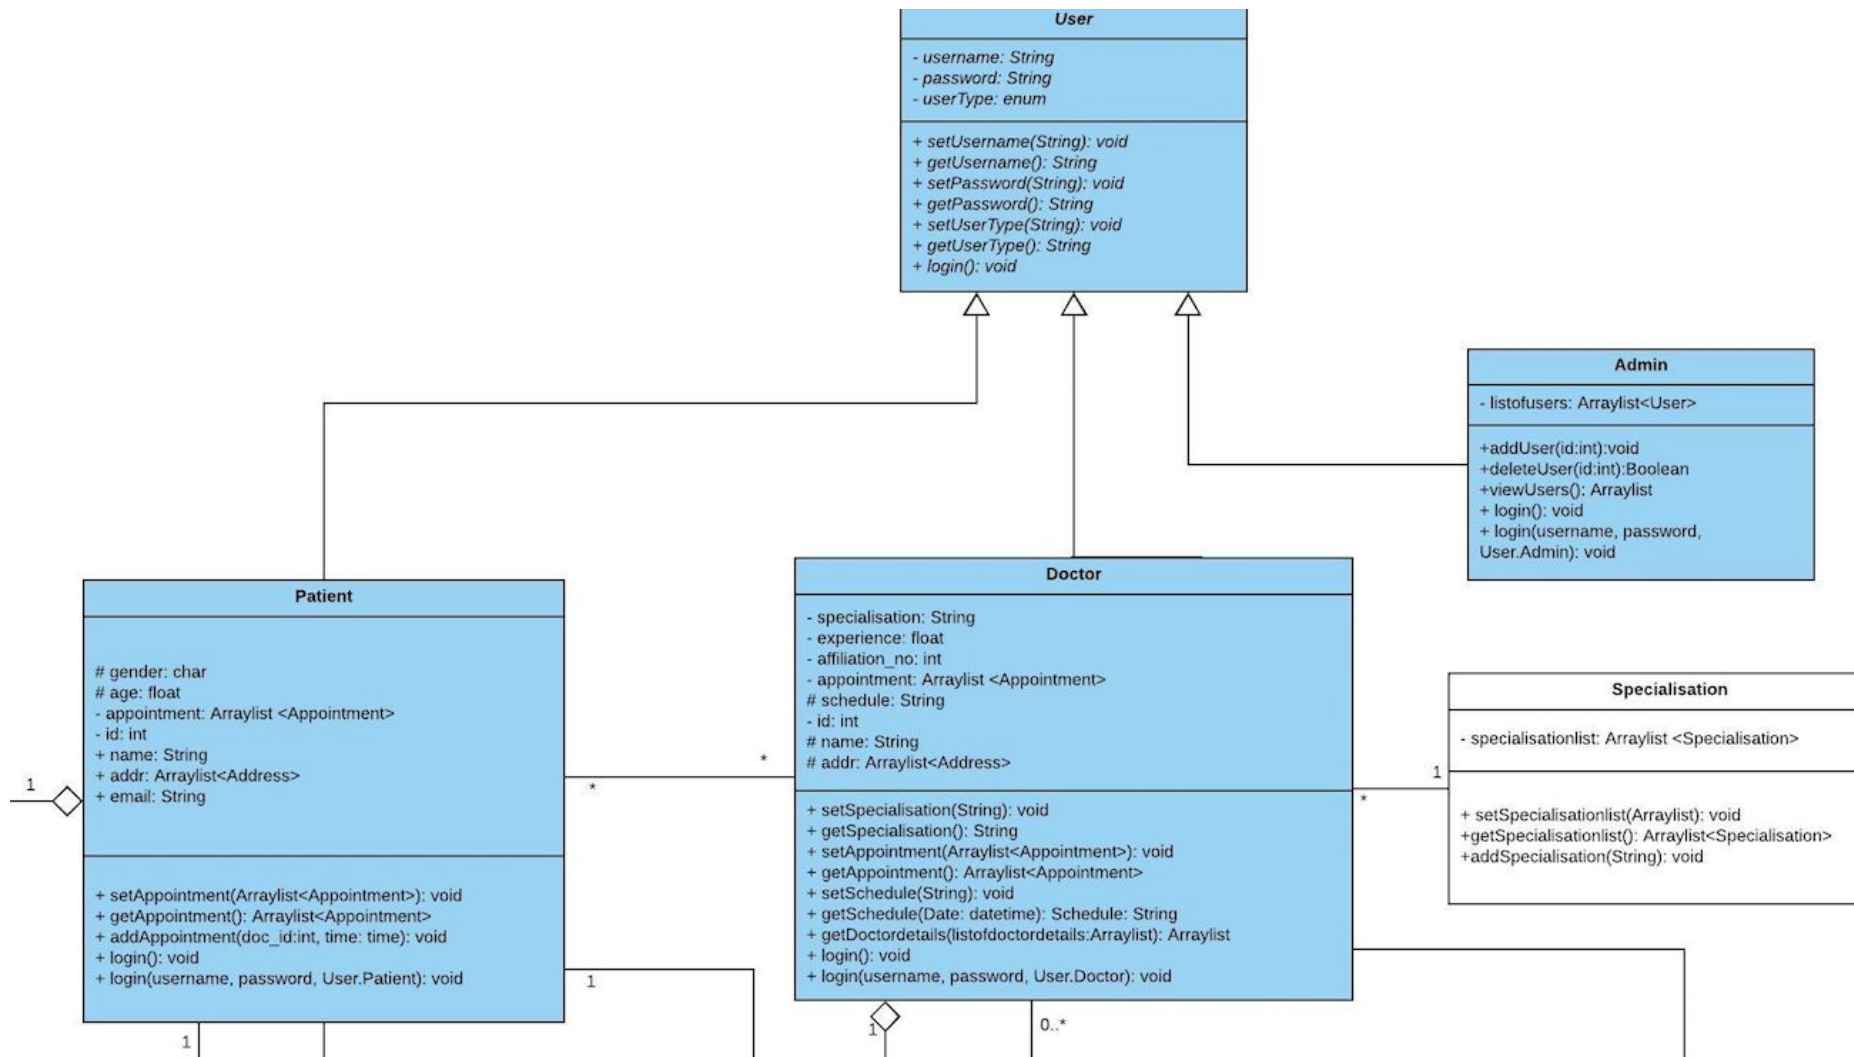 User
- username: String
- password: String
- userType: enum
+ setUsername(String): void
+ getUsername(): String
+ setPassword(String): void
+ getPassword(): String
+ setUserType(String): void
+ getUserType(): String
+ login(): void
Admin
- listofusers: Arraylist<User>
+addUser(id:int):void
+deleteUser(id:int):Boolean
+viewUsers(): Arraylist
+ login(): void
+ login(username, password,
User.Admin): void
Patient
# gender: char
# age: float
- appointment: Arraylist <Appointment>
- id: int
+ name: String
+ addr: Arraylist<Address>
+ email: String
+ setAppointment(Arraylist<Appointment>): void
+ getAppointment(): Arraylist<Appointment>
+ addAppointment(doc_id:int, time: time): void
+ login(): void
+ login(username, password, User.Patient): void
1
*
*
1
1
Doctor
- specialisation: String
- experience: float
- affiliation_no: int
- appointment: Arraylist <Appointment>
# schedule: String
- id: int
# name: String
# addr: Arraylist<Address>
+ setSpecialisation(String): void
+ getSpecialisation(): String
+ setAppointment(Arraylist<Appointment>): void
+ getAppointment(): Arraylist<Appointment>
+ setSchedule(String): void
+ getSchedule(Date: datetime): Schedule: String
+ getDoctordetails(listofdoctordetails:Arraylist): Arraylist
+ login(): void
+ login(username, password, User.Doctor): void
1
0..*
*
1
Specialisation
- specialisationlist: Arraylist <Specialisation>
+ setSpecialisationlist(Arraylist): void
+getSpecialisationlist(): Arraylist<Specialisation>
+addSpecialisation(String): void